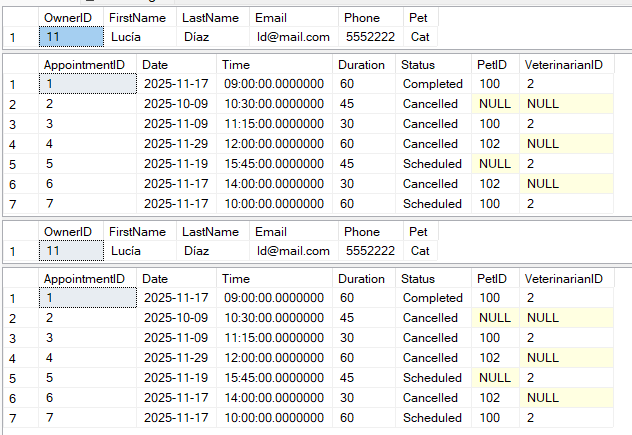 OwnerID FirstName LastName Email Phone Pet
1 11 Lucía Díaz ld@mail.com 5552222 Cat
AppointmentID Date Time Duration Status PetID VeterinarianID
1 1 2025-11-17 09:00:00.0000000 60 Completed 100 2
2 2 2025-10-09 10:30:00.0000000 45 Cancelled NULL NULL
3 3 2025-11-09 11:15:00.0000000 30 Cancelled 100 2
4 4 2025-11-29 12:00:00.0000000 60 Cancelled 102 NULL
5 5 2025-11-19 15:45:00.0000000 45 Scheduled NULL 2
6 6 2025-11-17 14:00:00.0000000 30 Cancelled 102 NULL
7 7 2025-11-17 10:00:00.0000000 60 Scheduled 100 2
OwnerID FirstName LastName Email Phone Pet
1 11 Lucía Díaz ld@mail.com 5552222 Cat
AppointmentID Date Time Duration Status PetID VeterinarianID
1 1 2025-11-17 09:00:00.0000000 60 Completed 100 2
2 2 2025-10-09 10:30:00.0000000 45 Cancelled NULL NULL
3 3 2025-11-09 11:15:00.0000000 30 Cancelled 100 2
4 4 2025-11-29 12:00:00.0000000 60 Cancelled 102 NULL
5 5 2025-11-19 15:45:00.0000000 45 Scheduled NULL 2
6 6 2025-11-17 14:00:00.0000000 30 Cancelled 102 NULL
7 7 2025-11-17 10:00:00.0000000 60 Scheduled 100 2